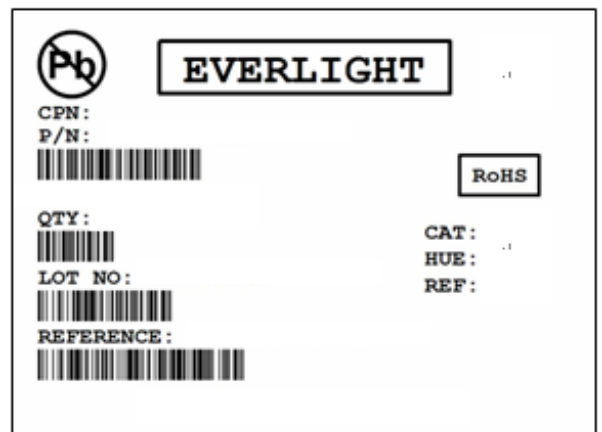 Pb
EVERLIGHT
CPN:
P/N:
RoHS
QTY:
CAT:
HUE:
LOT NO:
REF:
REFERENCE: